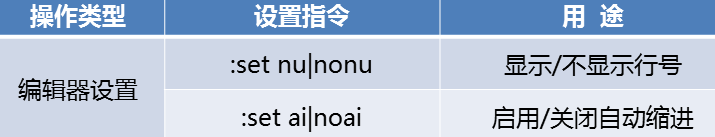 操作类型 设置指令 用 途
编辑器设置 :set nu|nonu 显示/不显示行号
:set ai|noai 启用/关闭自动缩进